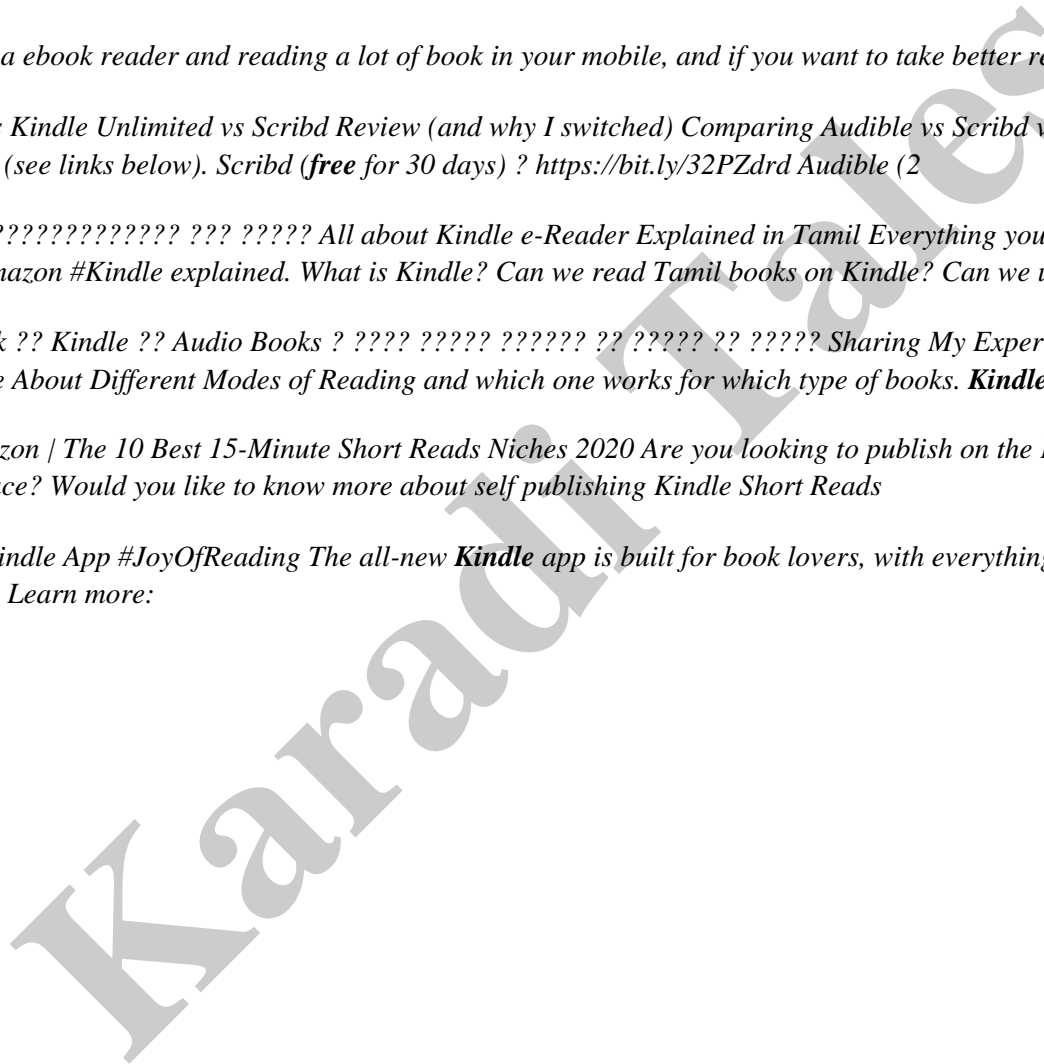 a ebook reader and reading a lot of book in your mobile, and if you want to take better re
Kindle Unlimited vs Scribd Review (and why I switched) Comparing Audible vs Scribd v
(see links below). Scribd (free for 30 days) ? https://bit.ly/32PZdrd Audible (2
????????????? ??? ????? All about Kindle e-Reader Explained in Tamil Everything you
mazon #Kindle explained. What is Kindle? Can we read Tamil books on Kindle? Can we u
k ?? Kindle ?? Audio Books ? ???? ????? ?????? ?? ????? ?? ????? Sharing My Exper
e About Different Modes of Reading and which one works for which type of books. Kindle
zon | The 10 Best 15-Minute Short Reads Niches 2020 Are you looking to publish on the
ace? Would you like to know more about self publishing Kindle Short Reads
indle App #JoyOfReading The all-new Kindle app is built for book lovers, with everything
Learn more:
Karadi Tales